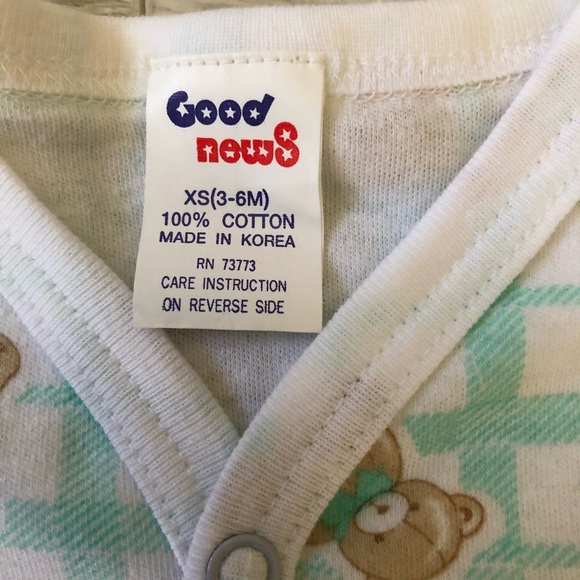 Good
newS
XS(3-6M)
100% COTTON
MADE IN KOREA
RN 73773
CARE INSTRUCTION
ON REVERSE SIDE